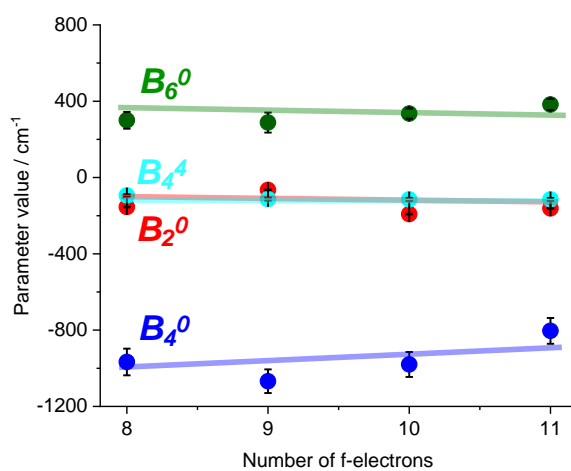 800
400
0
-400
-800
-1200
Parameter value / cm⁻¹
B₆⁰
B₄⁴
B₂⁰
B₄⁰
8 9 10 11
Number of f-electrons